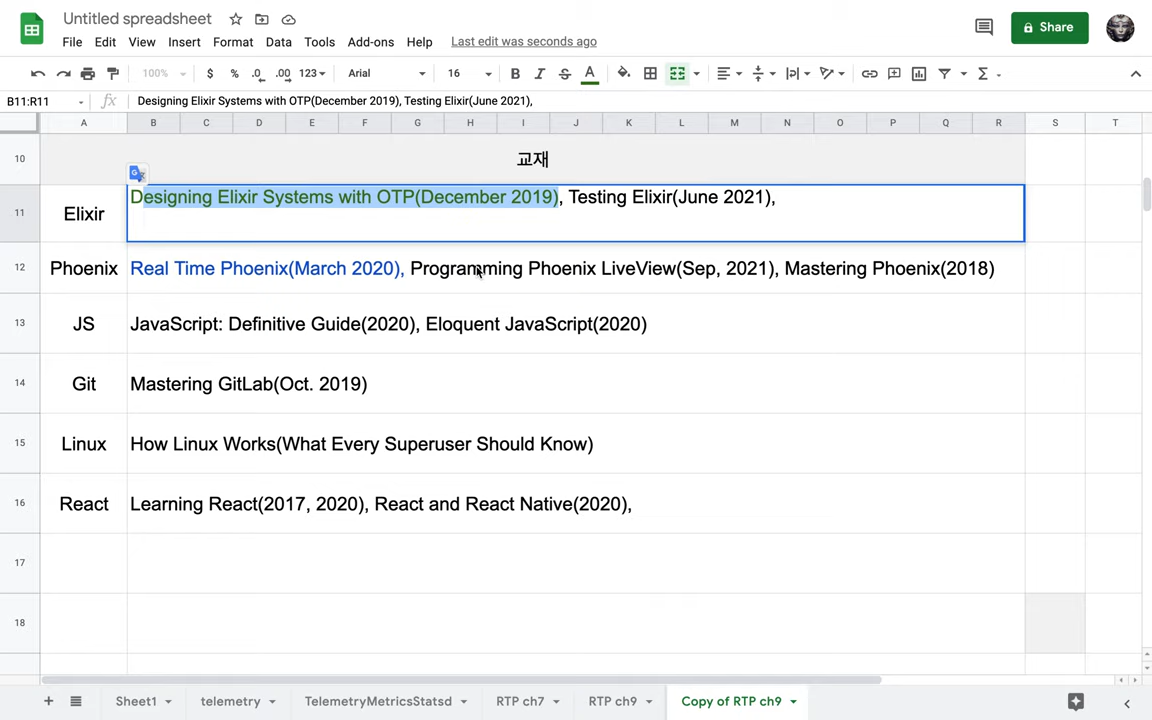 Untitled spreadsheet
File Edit View Insert Format Data Tools Add-ons Help Last edit was seconds ago
Share
100% $ % .0 .00 123 Arial 16 B I S A
B11:R11 fx Designing Elixir Systems with OTP(December 2019), Testing Elixir(June 2021),
A B C D E F G H I J K L M N O P Q R S T
10 교재
11 Elixir Designing Elixir Systems with OTP(December 2019), Testing Elixir(June 2021),
12 Phoenix Real Time Phoenix(March 2020), Programming Phoenix LiveView(Sep, 2021), Mastering Phoenix(2018)
13 JS JavaScript: Definitive Guide(2020), Eloquent JavaScript(2020)
14 Git Mastering GitLab(Oct. 2019)
15 Linux How Linux Works(What Every Superuser Should Know)
16 React Learning React(2017, 2020), React and React Native(2020),
17
18
Sheet1 telemetry TelemetryMetricsStatsd RTP ch7 RTP ch9 Copy of RTP ch9